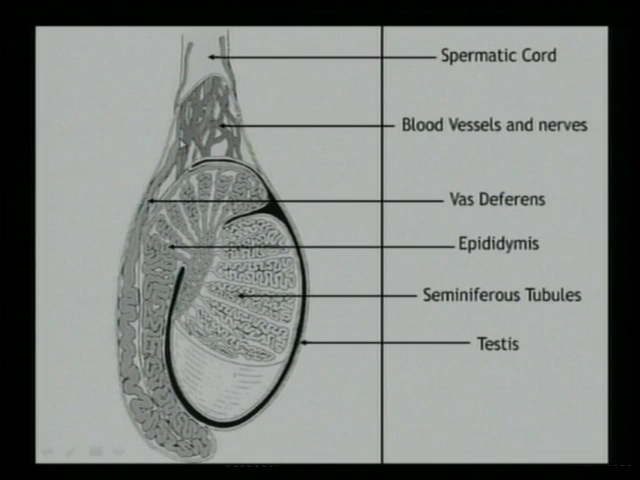 Spermatic Cord
Blood Vessels and nerves
Vas Deferens
Epididymis
Seminiferous Tubules
Testis